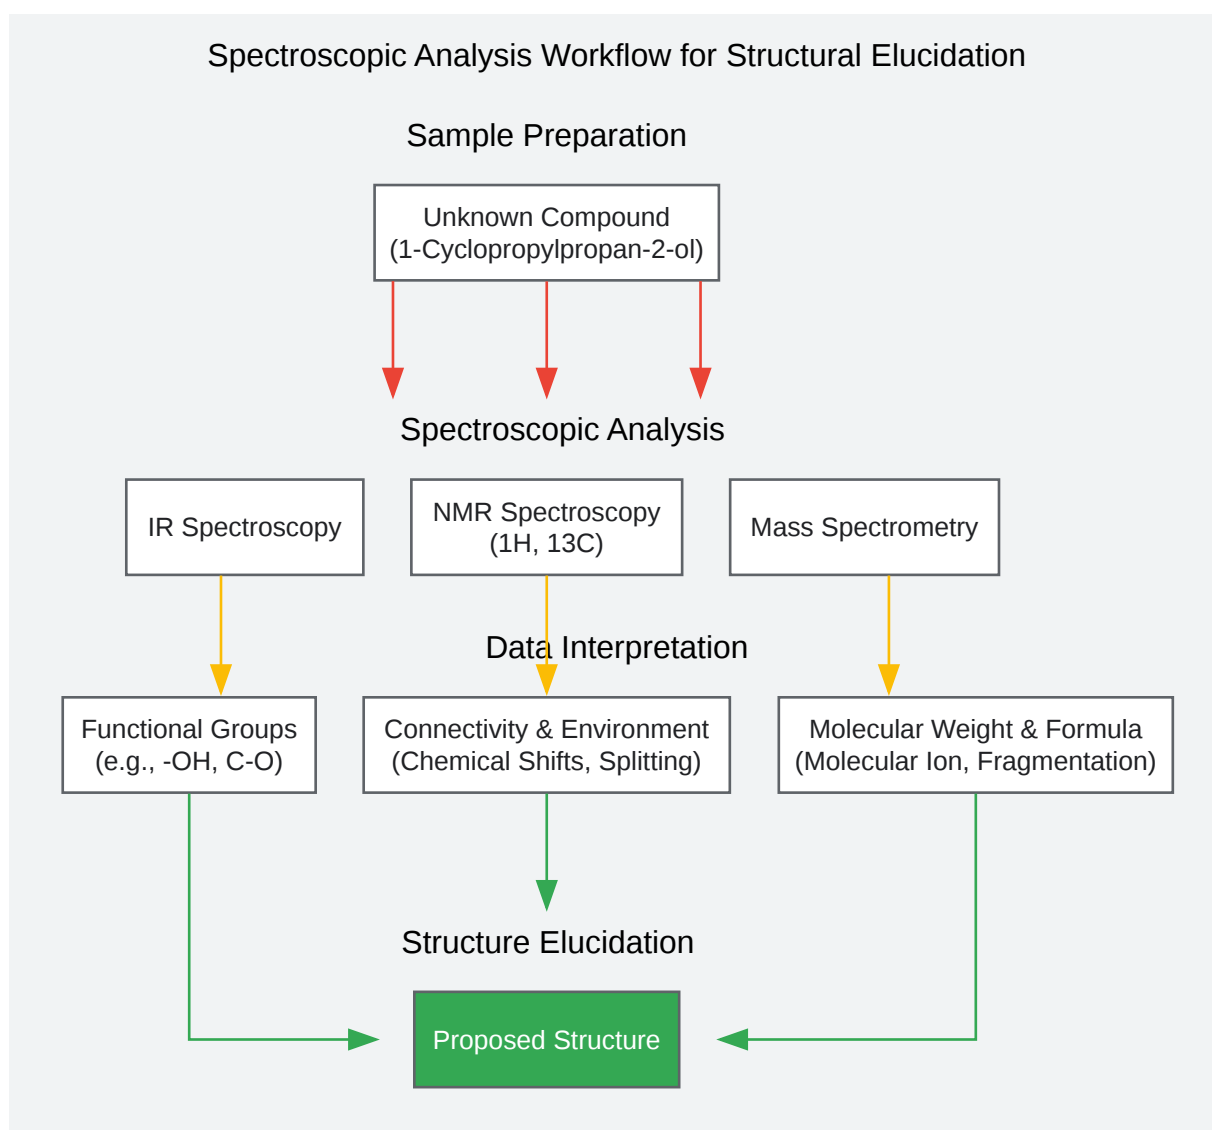 Spectroscopic Analysis Workflow for Structural Elucidation
Sample Preparation
Unknown Compound
(1-Cyclopropylpropan-2-ol)
Spectroscopic Analysis
IR Spectroscopy
NMR Spectroscopy
(1H, 13C)
Mass Spectrometry
Data Interpretation
Functional Groups
(e.g., -OH, C-O)
Connectivity & Environment
(Chemical Shifts, Splitting)
Molecular Weight & Formula
(Molecular Ion, Fragmentation)
Structure Elucidation
Proposed Structure